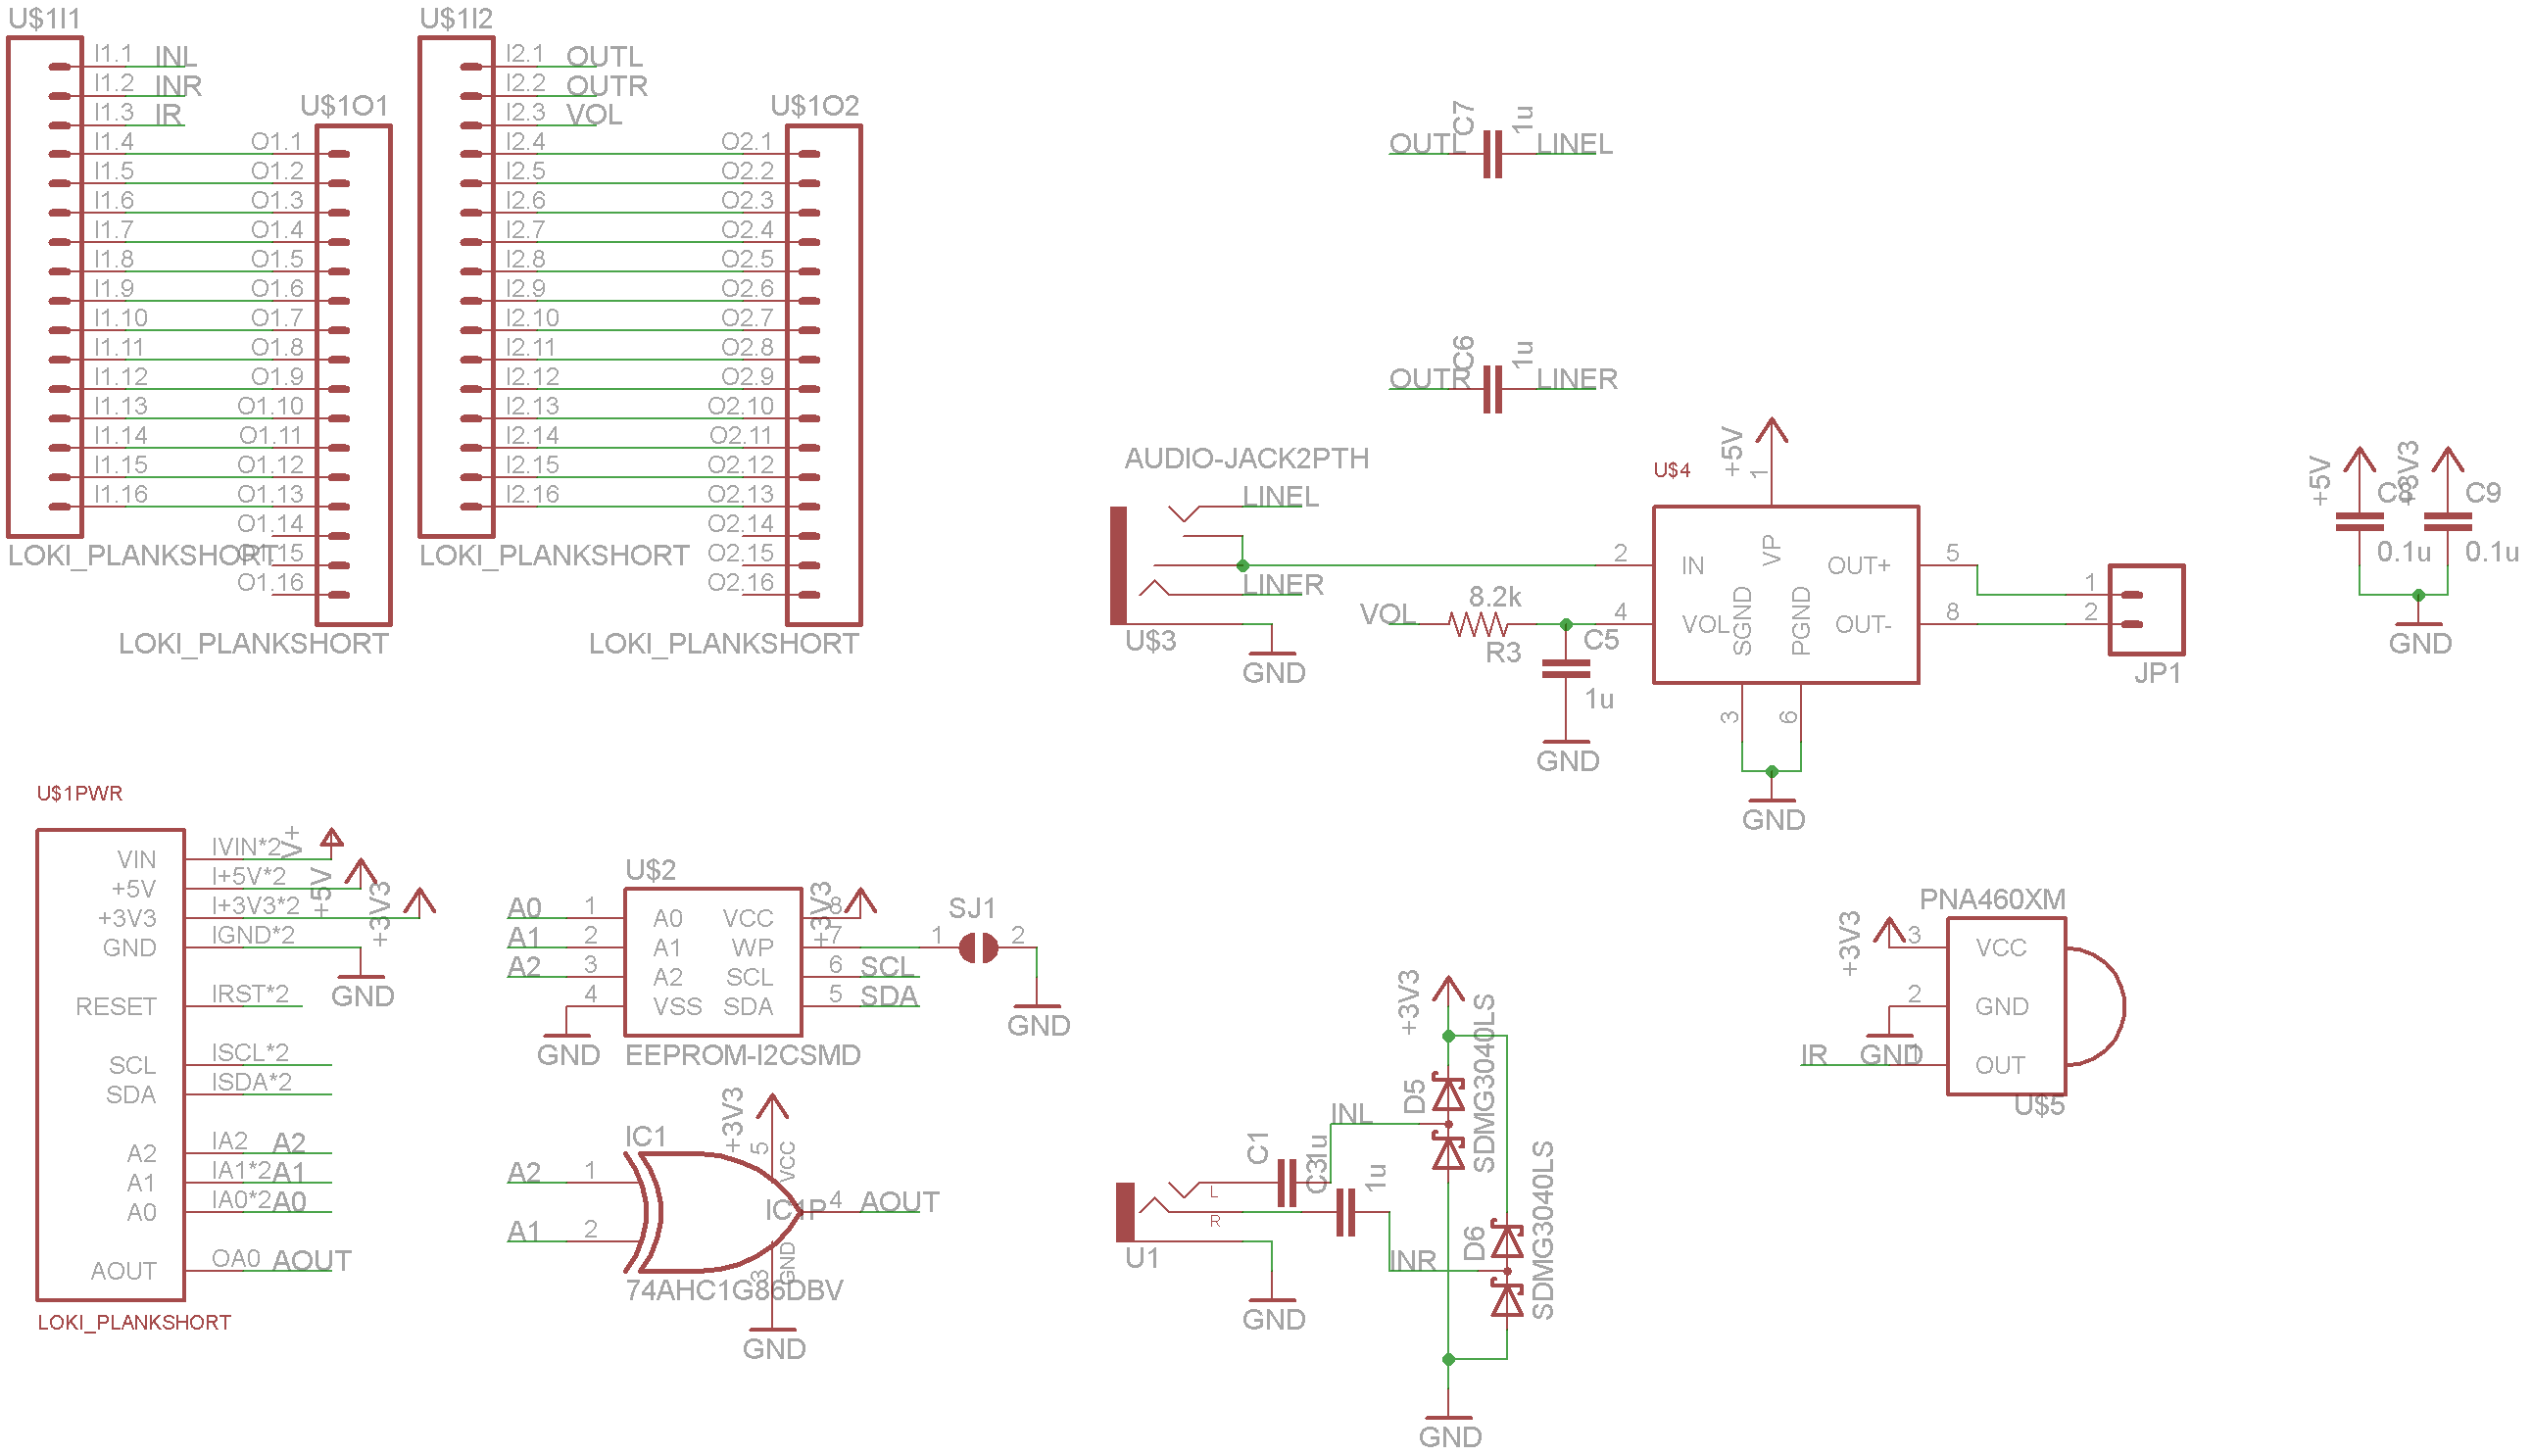 U$1I1
I1.1 INL
I1.2 INR
I1.3 IR
I1.4
I1.5
I1.6
I1.7
I1.8
I1.9
I1.10
I1.11
I1.12
I1.13
I1.14
I1.15
I1.16
LOKI_PLANKSHORT
U$1O1
O1.1
O1.2
O1.3
O1.4
O1.5
O1.6
O1.7
O1.8
O1.9
O1.10
O1.11
O1.12
O1.13
O1.14
O1.15
O1.16
LOKI_PLANKSHORT
U$1I2
I2.1 OUTL
I2.2 OUTR
I2.3 VOL
I2.4
I2.5
I2.6
I2.7
I2.8
I2.9
I2.10
I2.11
I2.12
I2.13
I2.14
I2.15
I2.16
LOKI_PLANKSHORT
U$1O2
O2.1
O2.2
O2.3
O2.4
O2.5
O2.6
O2.7
O2.8
O2.9
O2.10
O2.11
O2.12
O2.13
O2.14
O2.15
O2.16
LOKI_PLANKSHORT
C7
1u
OUTL
LINEL
C6
1u
OUTR
LINER
AUDIO-JACK2PTH
LINEL
LINER
U$3
GND
VOL
8.2k
R3
C5
1u
GND
U$4
+5V
1
2 IN
4 VOL
VP
SGND
PGND
OUT+ 5
OUT- 8
3
6
GND
1
2
JP1
+5V
C8
0.1u
+3V3
C9
0.1u
GND
U$1PWR
VIN IVIN*2
V+
+5V I+5V*2
+5V
+3V3 I+3V3*2
+3V3
GND IGND*2
GND
RESET IRST*2
SCL ISCL*2
SDA ISDA*2
A2 IA2 A2
A1 IA1*2 A1
A0 IA0*2 A0
AOUT OA0 AOUT
LOKI_PLANKSHORT
U$2
A0 1 A0
A1 2 A1
A2 3 A2
4 VSS
GND
VCC 8
+3V3
WP 7
SCL 6 SCL
SDA 5 SDA
EEPROM-I2CSMD
SJ1
1
2
GND
IC1
A2 1
A1 2
+3V3
5
VCC
IC1P
4 AOUT
GND
3
74AHC1G86DBV
GND
U1
L
R
GND
C1
1u
C3
1u
INL
INR
+3V3
D5
SDMG3040LS
D6
SDMG3040LS
GND
PNA460XM
+3V3
3 VCC
2 GND
GND
IR
1 OUT
U$5